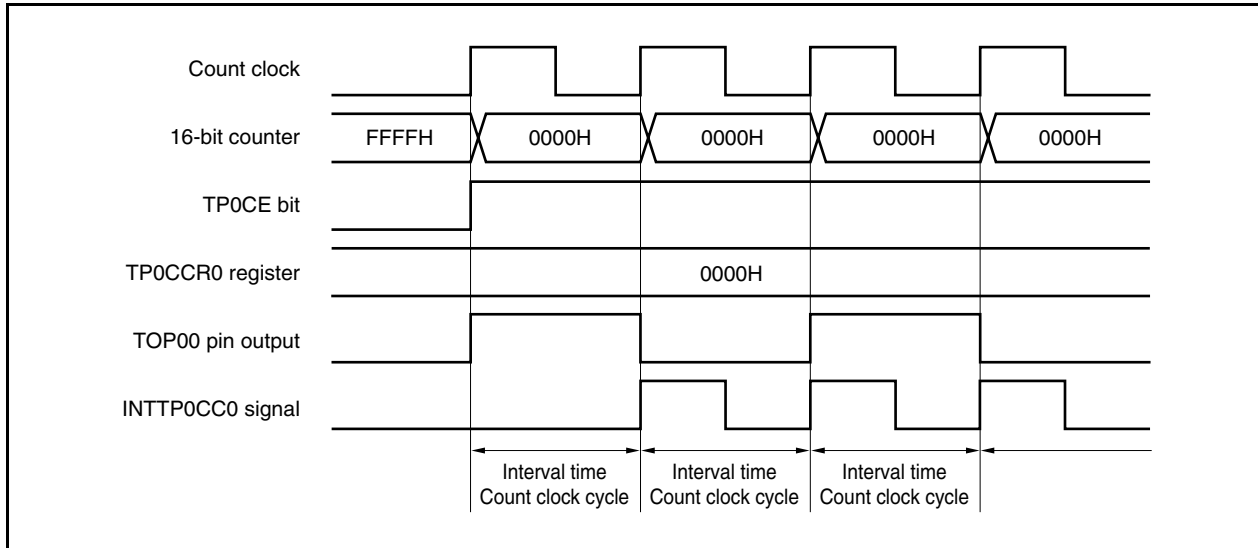 Count clock
16-bit counter FFFFH 0000H 0000H 0000H 0000H
TP0CE bit
TP0CCR0 register 0000H
TOP00 pin output
INTTP0CC0 signal
Interval time Interval time Interval time
Count clock cycle Count clock cycle Count clock cycle